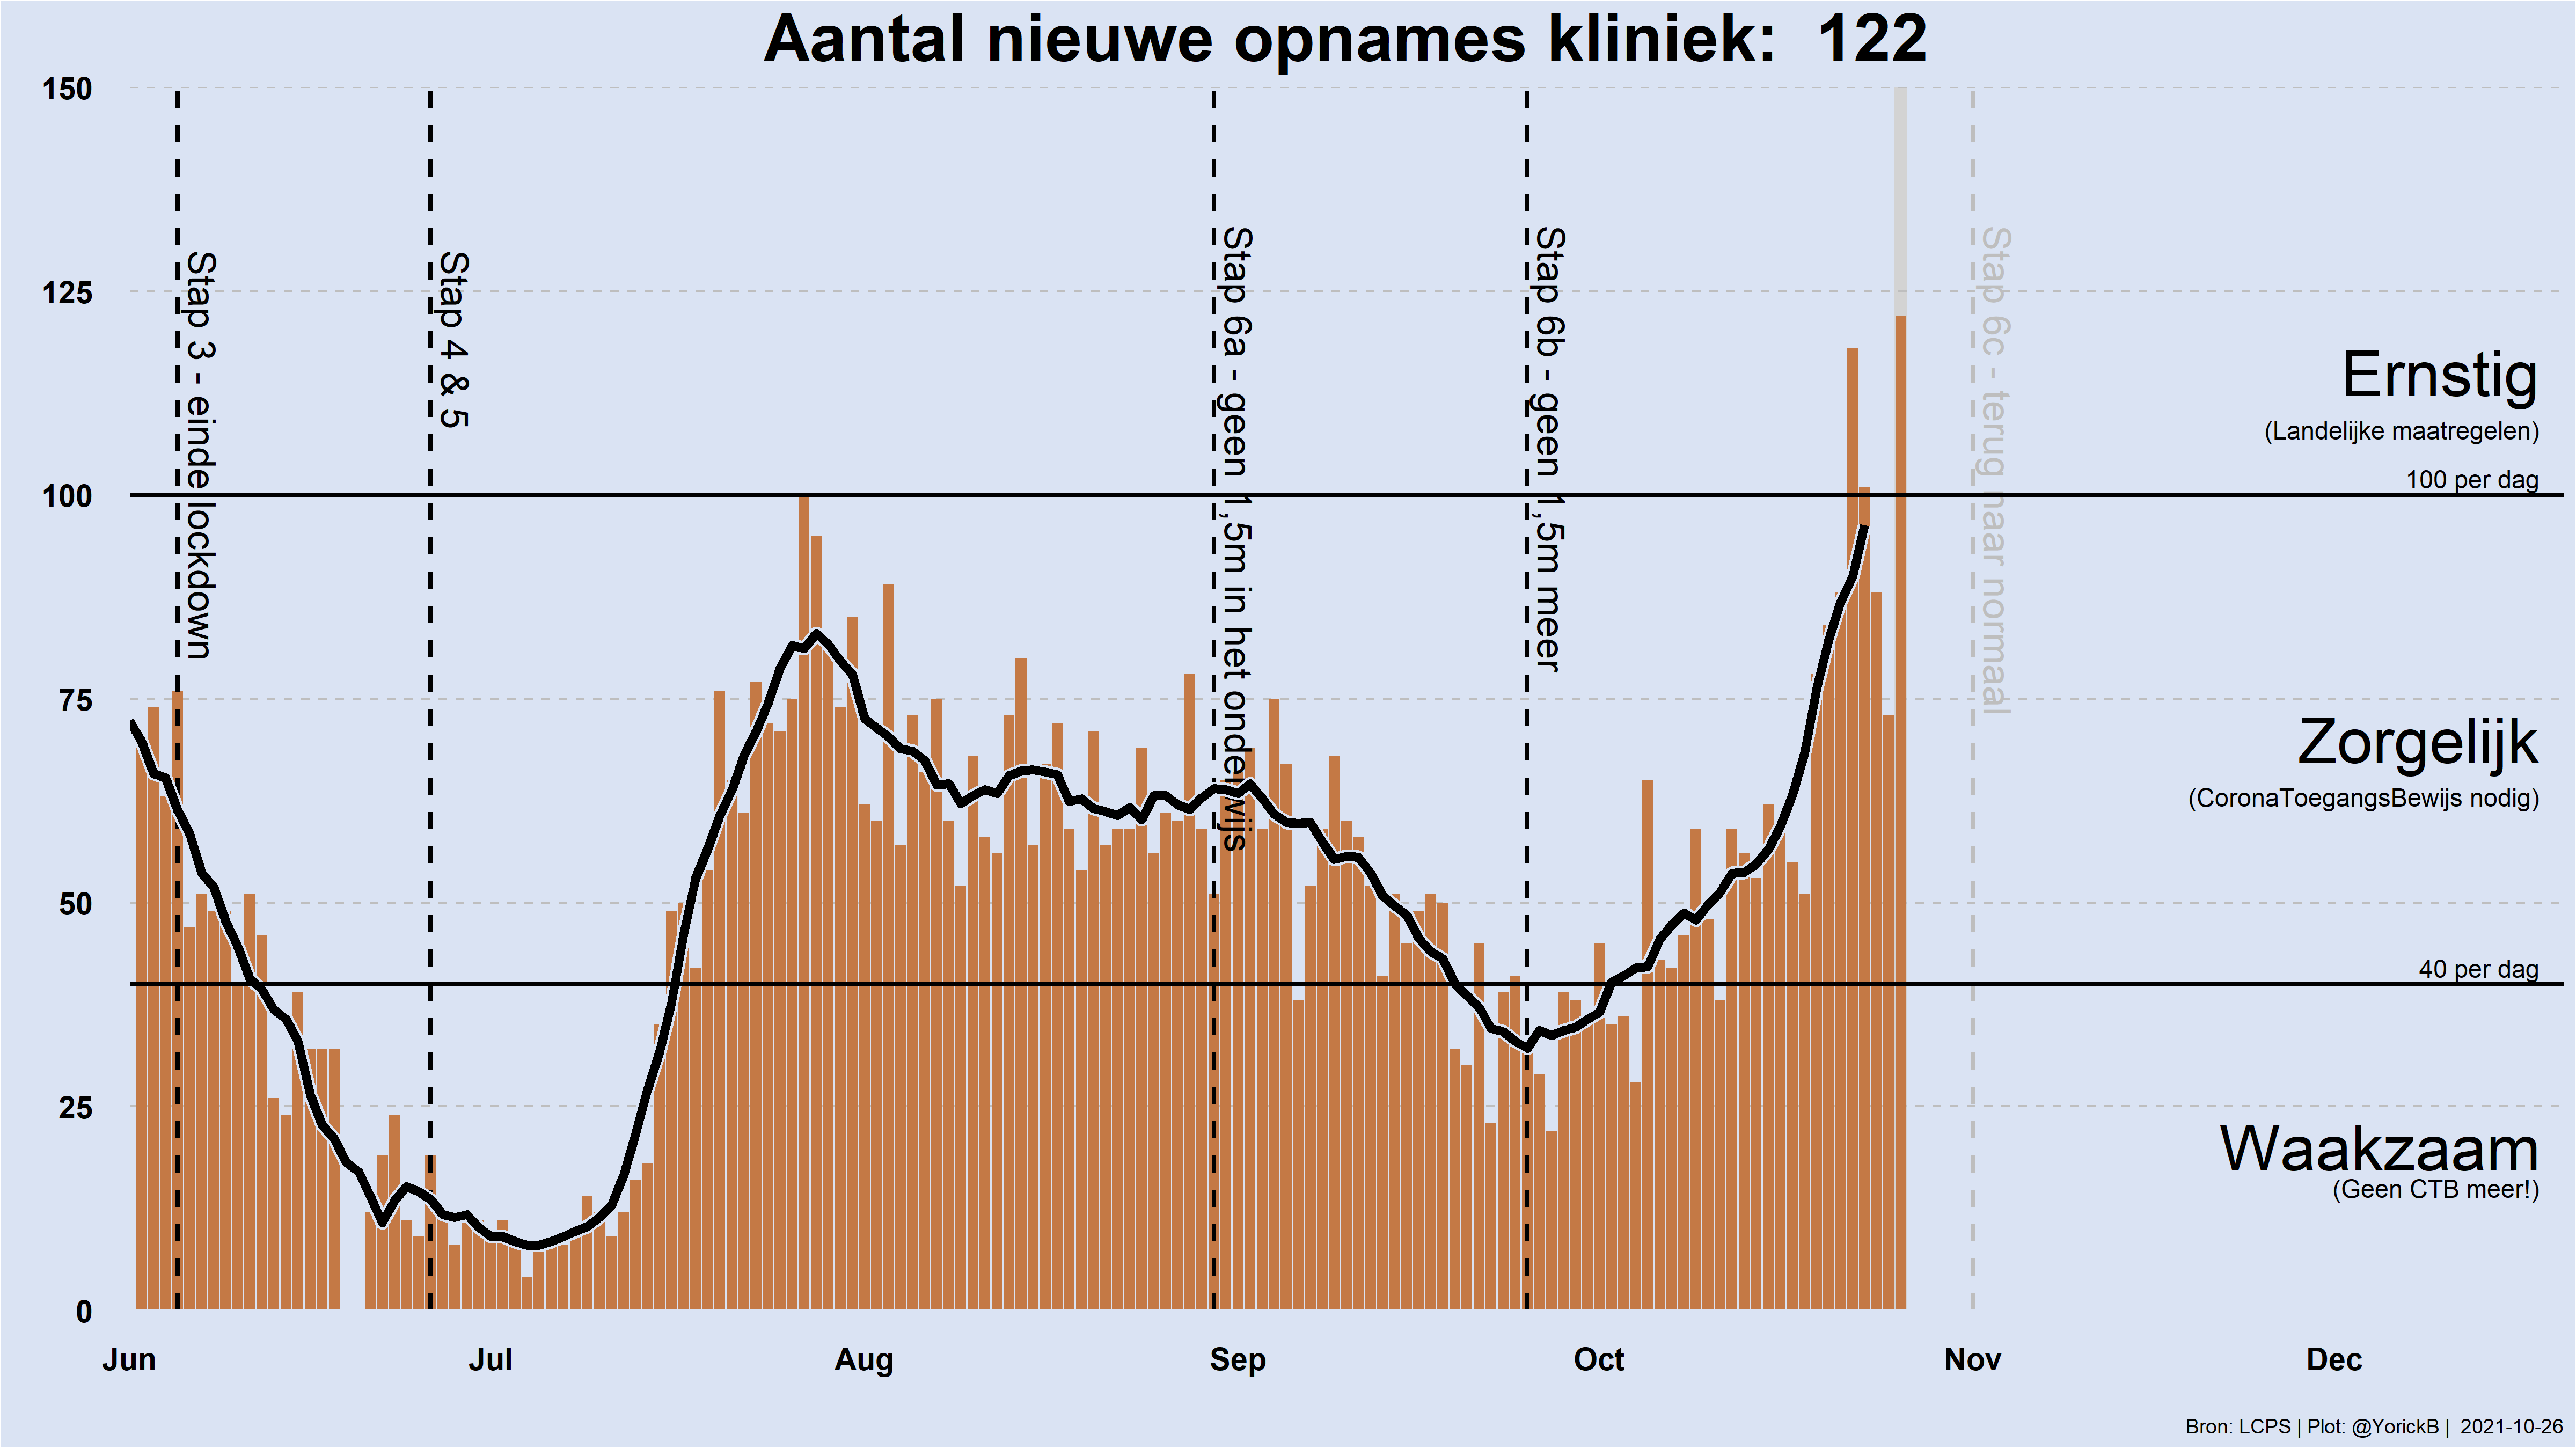 Aantal nieuwe opnames kliniek:  122
150
125
100
75
50
25
0
Stap 3 - einde lockdown
Stap 4 & 5
Stap 6a - geen 1,5m in het onderwijs
Stap 6b - geen 1,5m meer
Stap 6c - terug naar normaal
Ernstig
(Landelijke maatregelen)
100 per dag
Zorgelijk
(CoronaToegangsBewijs nodig)
40 per dag
Waakzaam
(Geen CTB meer!)
Jun
Jul
Aug
Sep
Oct
Nov
Dec
Bron: LCPS | Plot: @YorickB |  2021-10-26